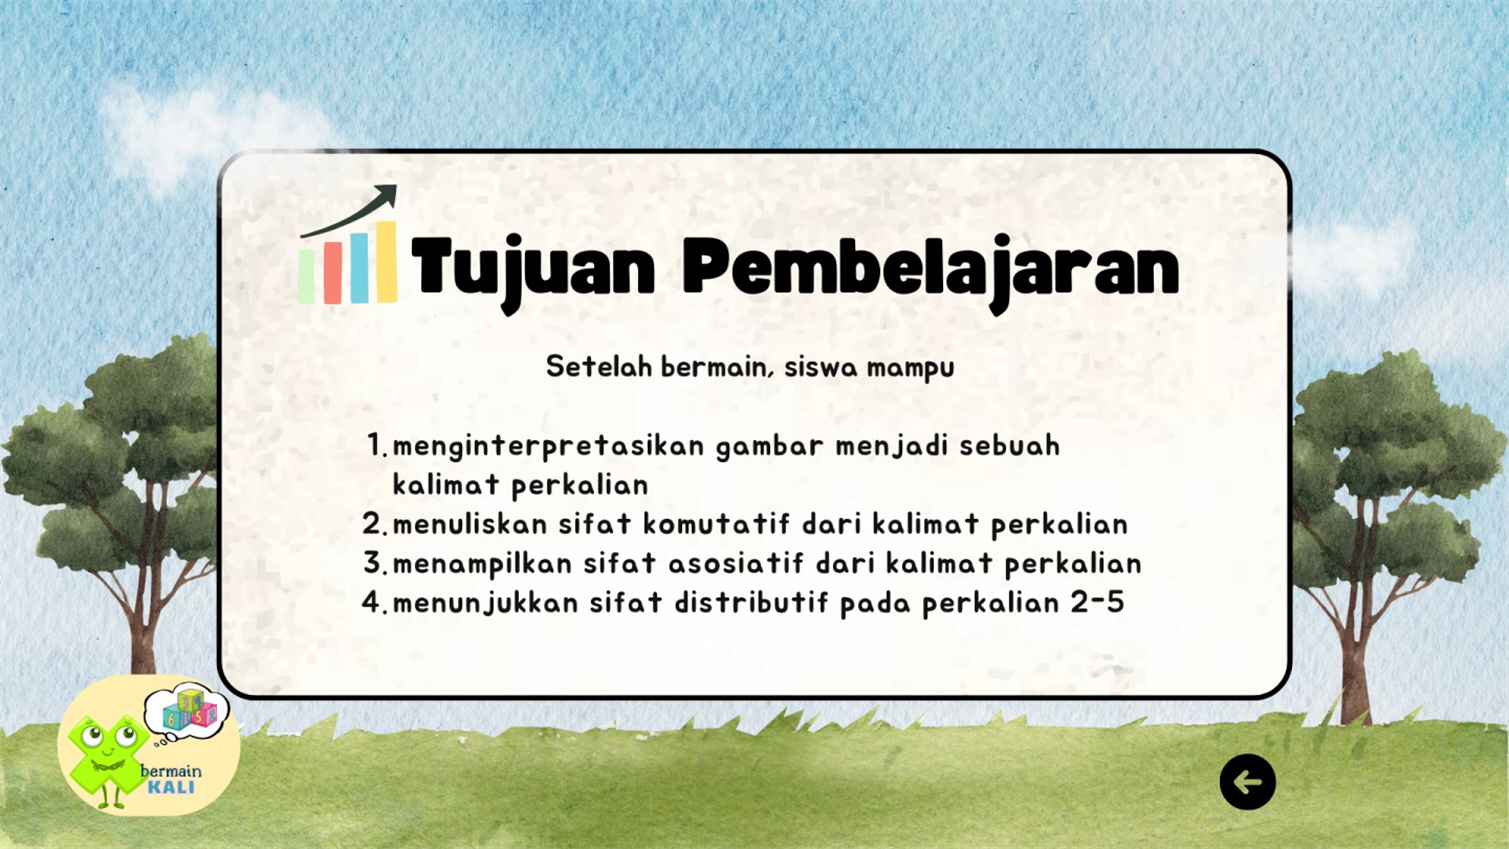 Tujuan Pembelajaran
Setelah bermain, siswa mampu
1. menginterpretasikan gambar menjadi sebuah
kalimat perkalian
2. menuliskan sifat komutatif dari kalimat perkalian
3. menampilkan sifat asosiatif dari kalimat perkalian
4. menunjukkan sifat distributif pada perkalian 2-5
bermain
KALI